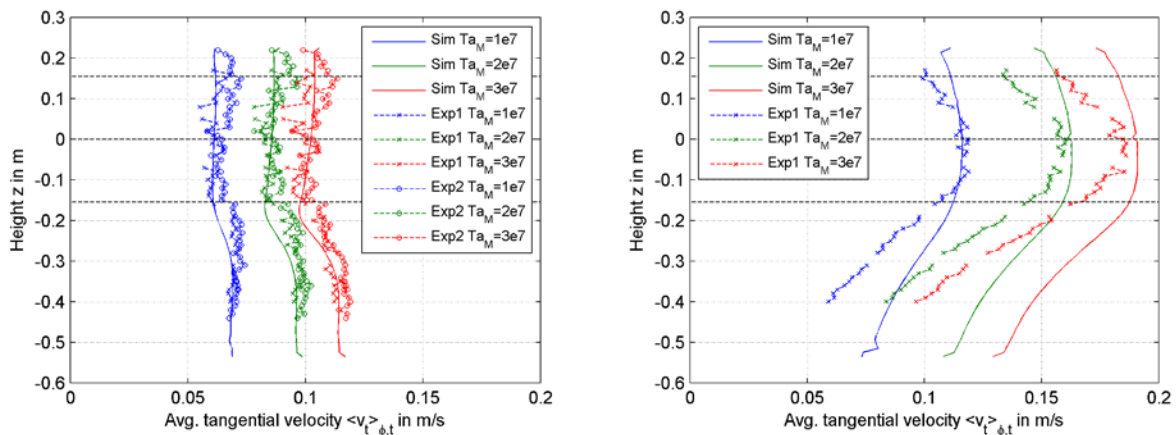 0.3
0.2
0.1
0
-0.1
-0.2
-0.3
-0.4
-0.5
-0.6
Height z in m
0
0.05
0.1
0.15
0.2
Avg. tangential velocity <v_t>_ϕ,t in m/s
Sim Ta_M=1e7
Sim Ta_M=2e7
Sim Ta_M=3e7
Exp1 Ta_M=1e7
Exp1 Ta_M=2e7
Exp1 Ta_M=3e7
Exp2 Ta_M=1e7
Exp2 Ta_M=2e7
Exp2 Ta_M=3e7
0.3
0.2
0.1
0
-0.1
-0.2
-0.3
-0.4
-0.5
-0.6
Height z in m
0
0.05
0.1
0.15
0.2
Avg. tangential velocity <v_t>_ϕ,t in m/s
Sim Ta_M=1e7
Sim Ta_M=2e7
Sim Ta_M=3e7
Exp1 Ta_M=1e7
Exp1 Ta_M=2e7
Exp1 Ta_M=3e7